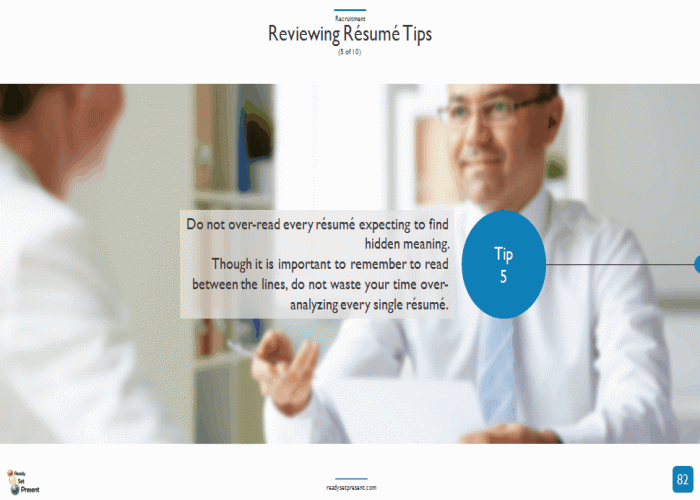 Recruitment
Reviewing Résumé Tips
(5 of 10)
Do not over-read every résumé expecting to find
hidden meaning.
Though it is important to remember to read
between the lines, do not waste your time over-
analyzing every single résumé.
Tip
5
Ready
Set
Present
readysetpresent.com
82